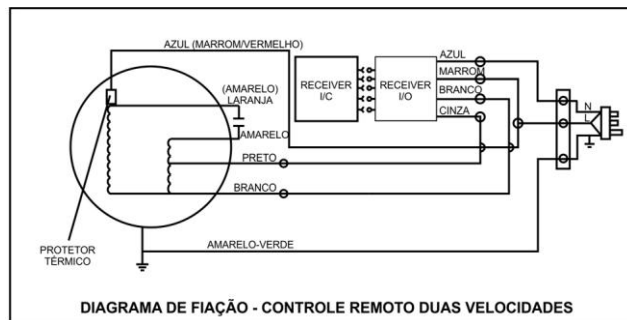 AZUL (MARROM/VERMELHO)
AZUL
MARROM
BRANCO
CINZA
RECEIVER
I/C
RECEIVER
I/O
N
L
(AMARELO)
LARANJA
AMARELO
PRETO
BRANCO
PROTETOR
TÉRMICO
AMARELO-VERDE
DIAGRAMA DE FIAÇÃO - CONTROLE REMOTO DUAS VELOCIDADES